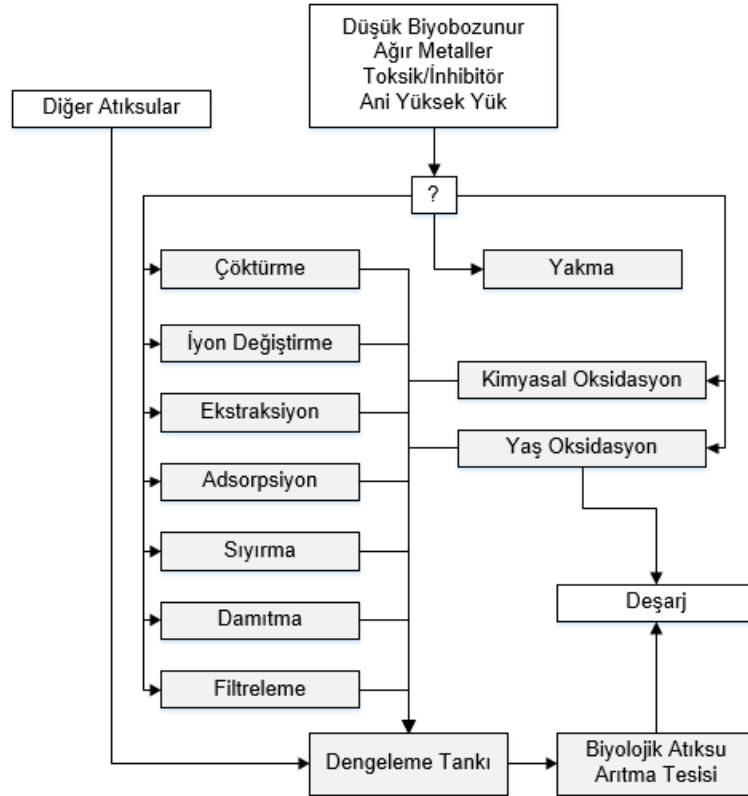 Düşük Biyobozunur
Ağır Metaller
Toksik/İnhibitör
Ani Yüksek Yük
Diğer Atıksular
?
Çöktürme
Yakma
İyon Değiştirme
Kimyasal Oksidasyon
Ekstraksiyon
Yaş Oksidasyon
Adsorpsiyon
Sıyırma
Deşarj
Damıtma
Filtreleme
Dengeleme Tankı
Biyolojik Atıksu
Arıtma Tesisi